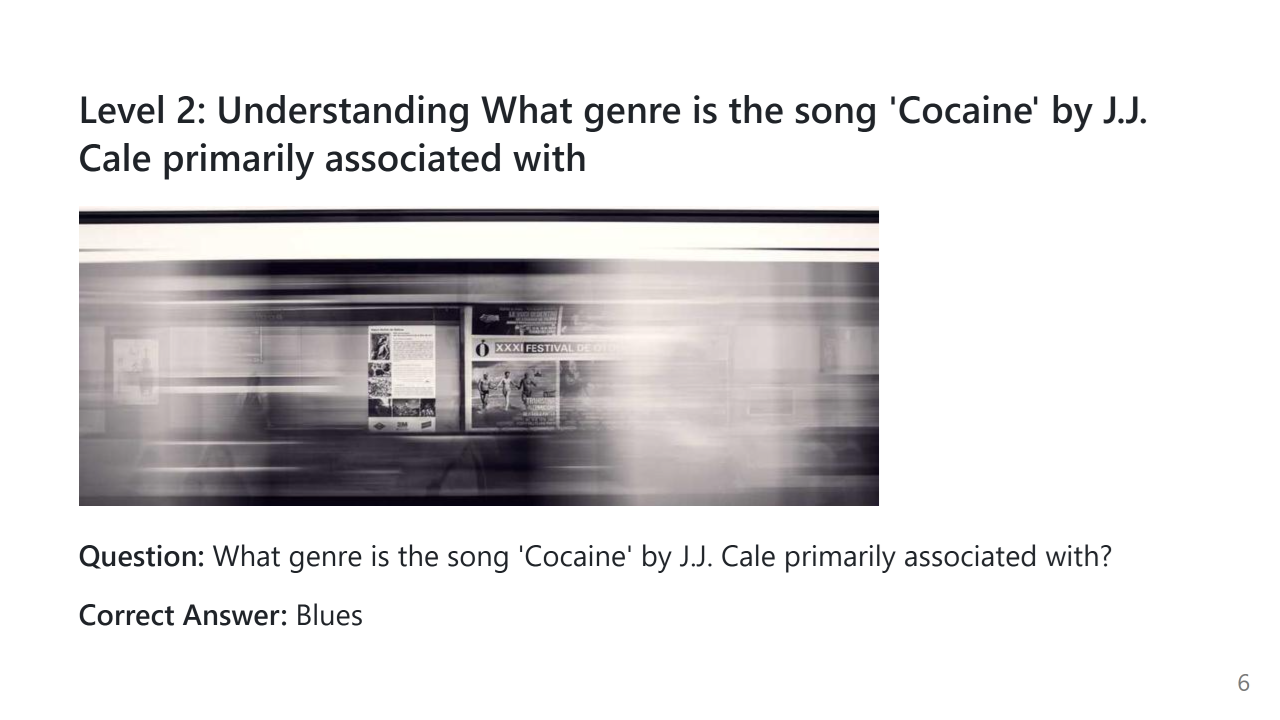 Level 2: Understanding What genre is the song 'Cocaine' by J.J.
Cale primarily associated with
XXXI FESTIVAL DE
Question: What genre is the song 'Cocaine' by J.J. Cale primarily associated with?
Correct Answer: Blues
6